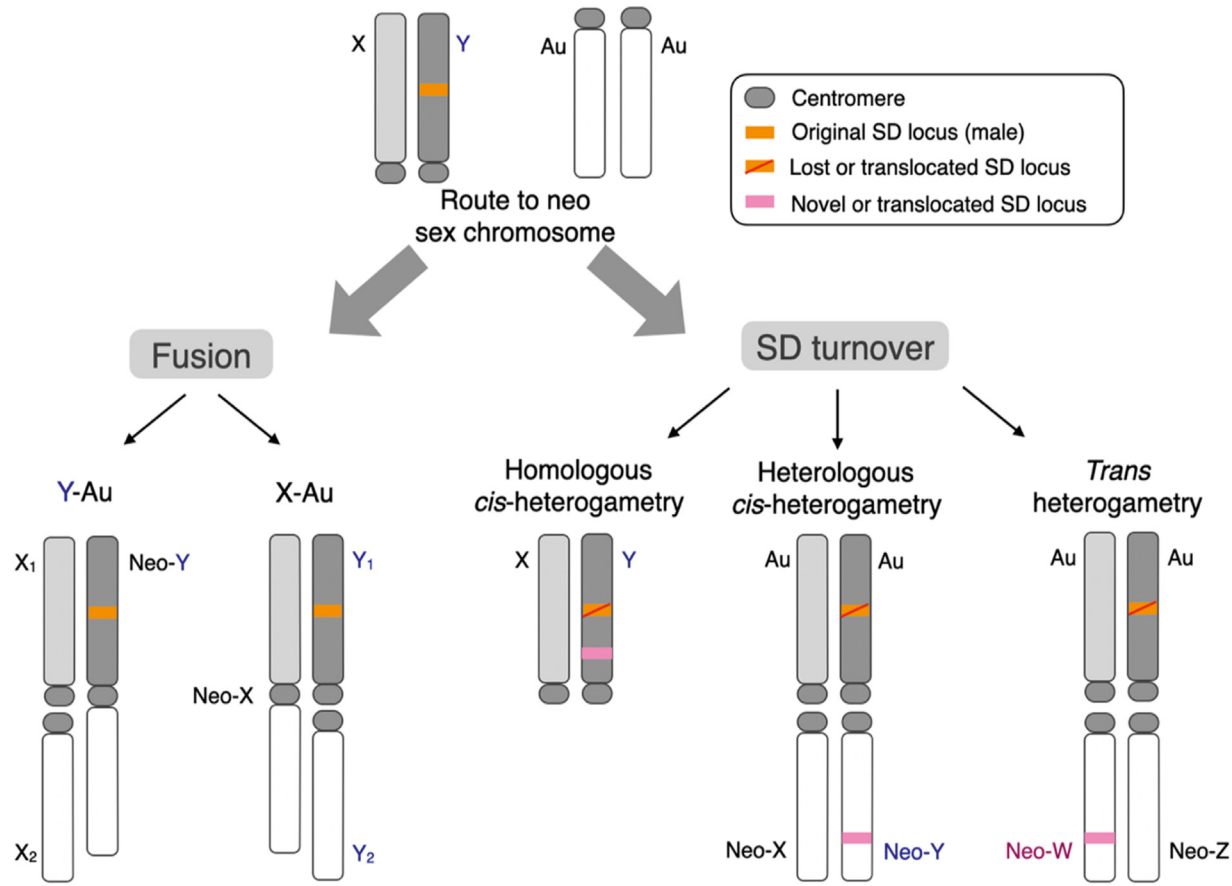 X
Y
Au
Au
Centromere
Original SD locus (male)
Lost or translocated SD locus
Novel or translocated SD locus
Route to neo
sex chromosome
Fusion
SD turnover
Y-Au
X-Au
Homologous
cis-heterogametry
Heterologous
cis-heterogametry
Trans
heterogametry
X₁
Neo-Y
X₂
Y₁
Neo-X
Y₂
X
Y
Au
Au
Neo-X
Neo-Y
Au
Au
Neo-W
Neo-Z